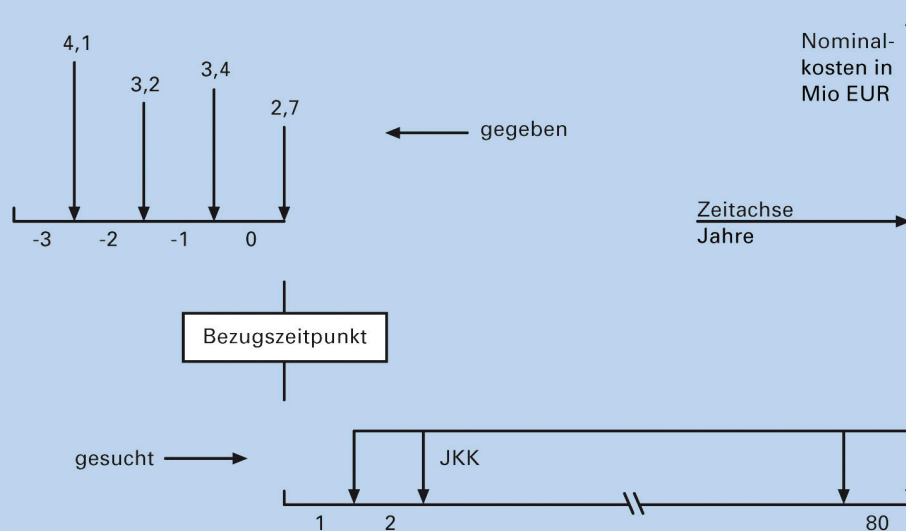 Nominal-
kosten in
Mio EUR
4,1
3,2
3,4
2,7
gegeben
Zeitachse
Jahre
-3 -2 -1 0
Bezugszeitpunkt
gesucht
JKK
1 2 80